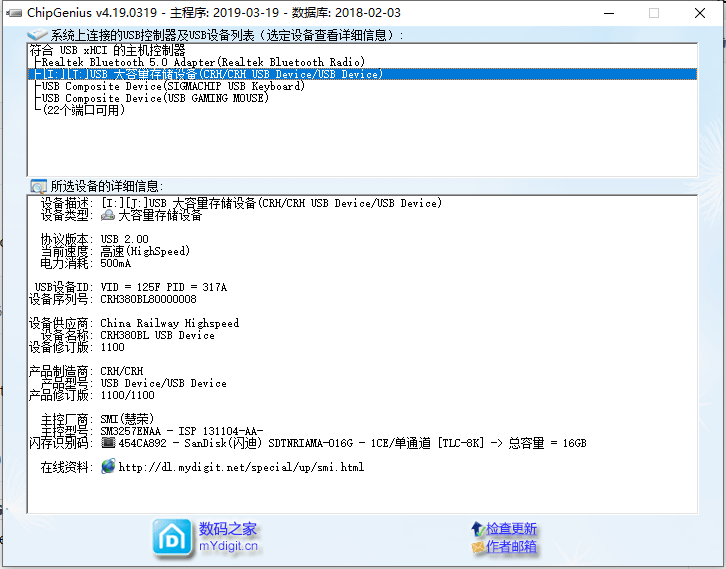 ChipGenius v4.19.0319 - 主程序: 2019-03-19 - 数据库: 2018-02-03
系统上连接的USB控制器及USB设备列表（选定设备查看详细信息）:
符合 USB xHCI 的主机控制器
Realtek Bluetooth 5.0 Adapter(Realtek Bluetooth Radio)
[I:][J:]USB 大容量存储设备(CRH/CRH USB Device/USB Device)
USB Composite Device(SIGMACHIP USB Keyboard)
USB Composite Device(USB GAMING MOUSE)
(22个端口可用)
所选设备的详细信息:
设备描述: [I:][J:]USB 大容量存储设备(CRH/CRH USB Device/USB Device)
设备类型: 大容量存储设备
协议版本: USB 2.00
当前速度: 高速(HighSpeed)
电力消耗: 500mA
USB设备ID: VID = 125F PID = 317A
设备序列号: CRH380BL80000008
设备供应商: China Railway Highspeed
设备名称: CRH380BL USB Device
设备修订版: 1100
产品制造商: CRH/CRH
产品型号: USB Device/USB Device
产品修订版: 1100/1100
主控厂商: SMI(慧荣)
主控型号: SM3257ENAA - ISP 131104-AA-
闪存识别码: 454CA892 - SanDisk(闪迪) SDTNRIAMA-016G - 1CE/单通道 [TLC-8K] -> 总容量 = 16GB
在线资料: http://dl.mydigit.net/special/up/smi.html
数码之家
mYdigit.cn
检查更新
作者邮箱